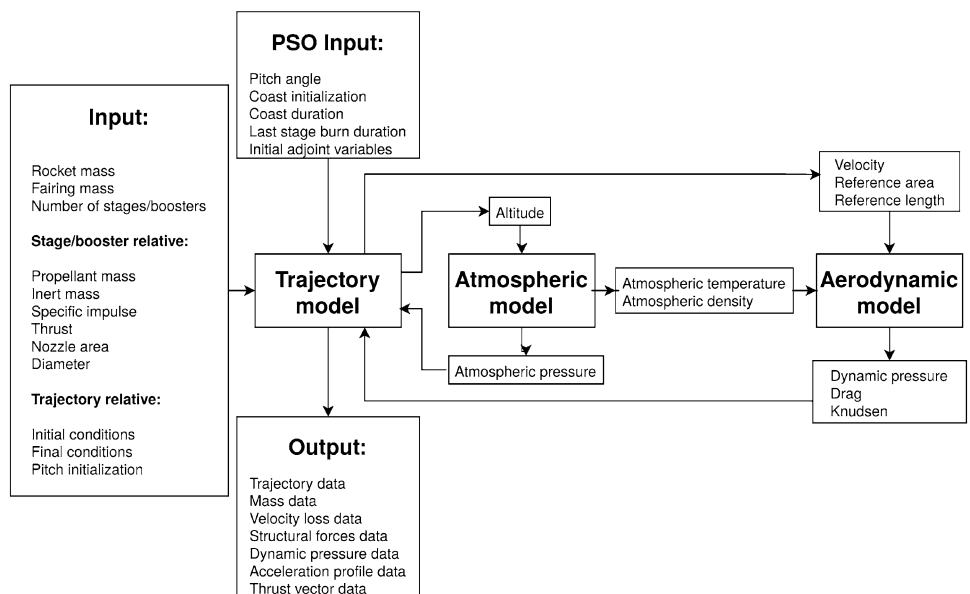 PSO Input:
Pitch angle
Coast initialization
Coast duration
Last stage burn duration
Initial adjoint variables
Input:
Rocket mass
Fairing mass
Number of stages/boosters
Stage/booster relative:
Propellant mass
Inert mass
Specific impulse
Thrust
Nozzle area
Diameter
Trajectory relative:
Initial conditions
Final conditions
Pitch initialization
Trajectory
model
Altitude
Atmospheric
model
Atmospheric pressure
Atmospheric temperature
Atmospheric density
Velocity
Reference area
Reference length
Aerodynamic
model
Dynamic pressure
Drag
Knudsen
Output:
Trajectory data
Mass data
Velocity loss data
Structural forces data
Dynamic pressure data
Acceleration profile data
Thrust vector data